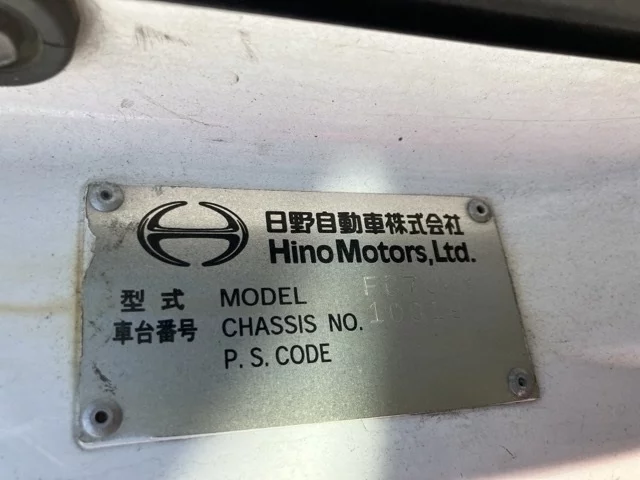 日野自動車株式会社
Hino Motors, Ltd.
型式 MODEL
車台番号 CHASSIS NO.
P.S. CODE